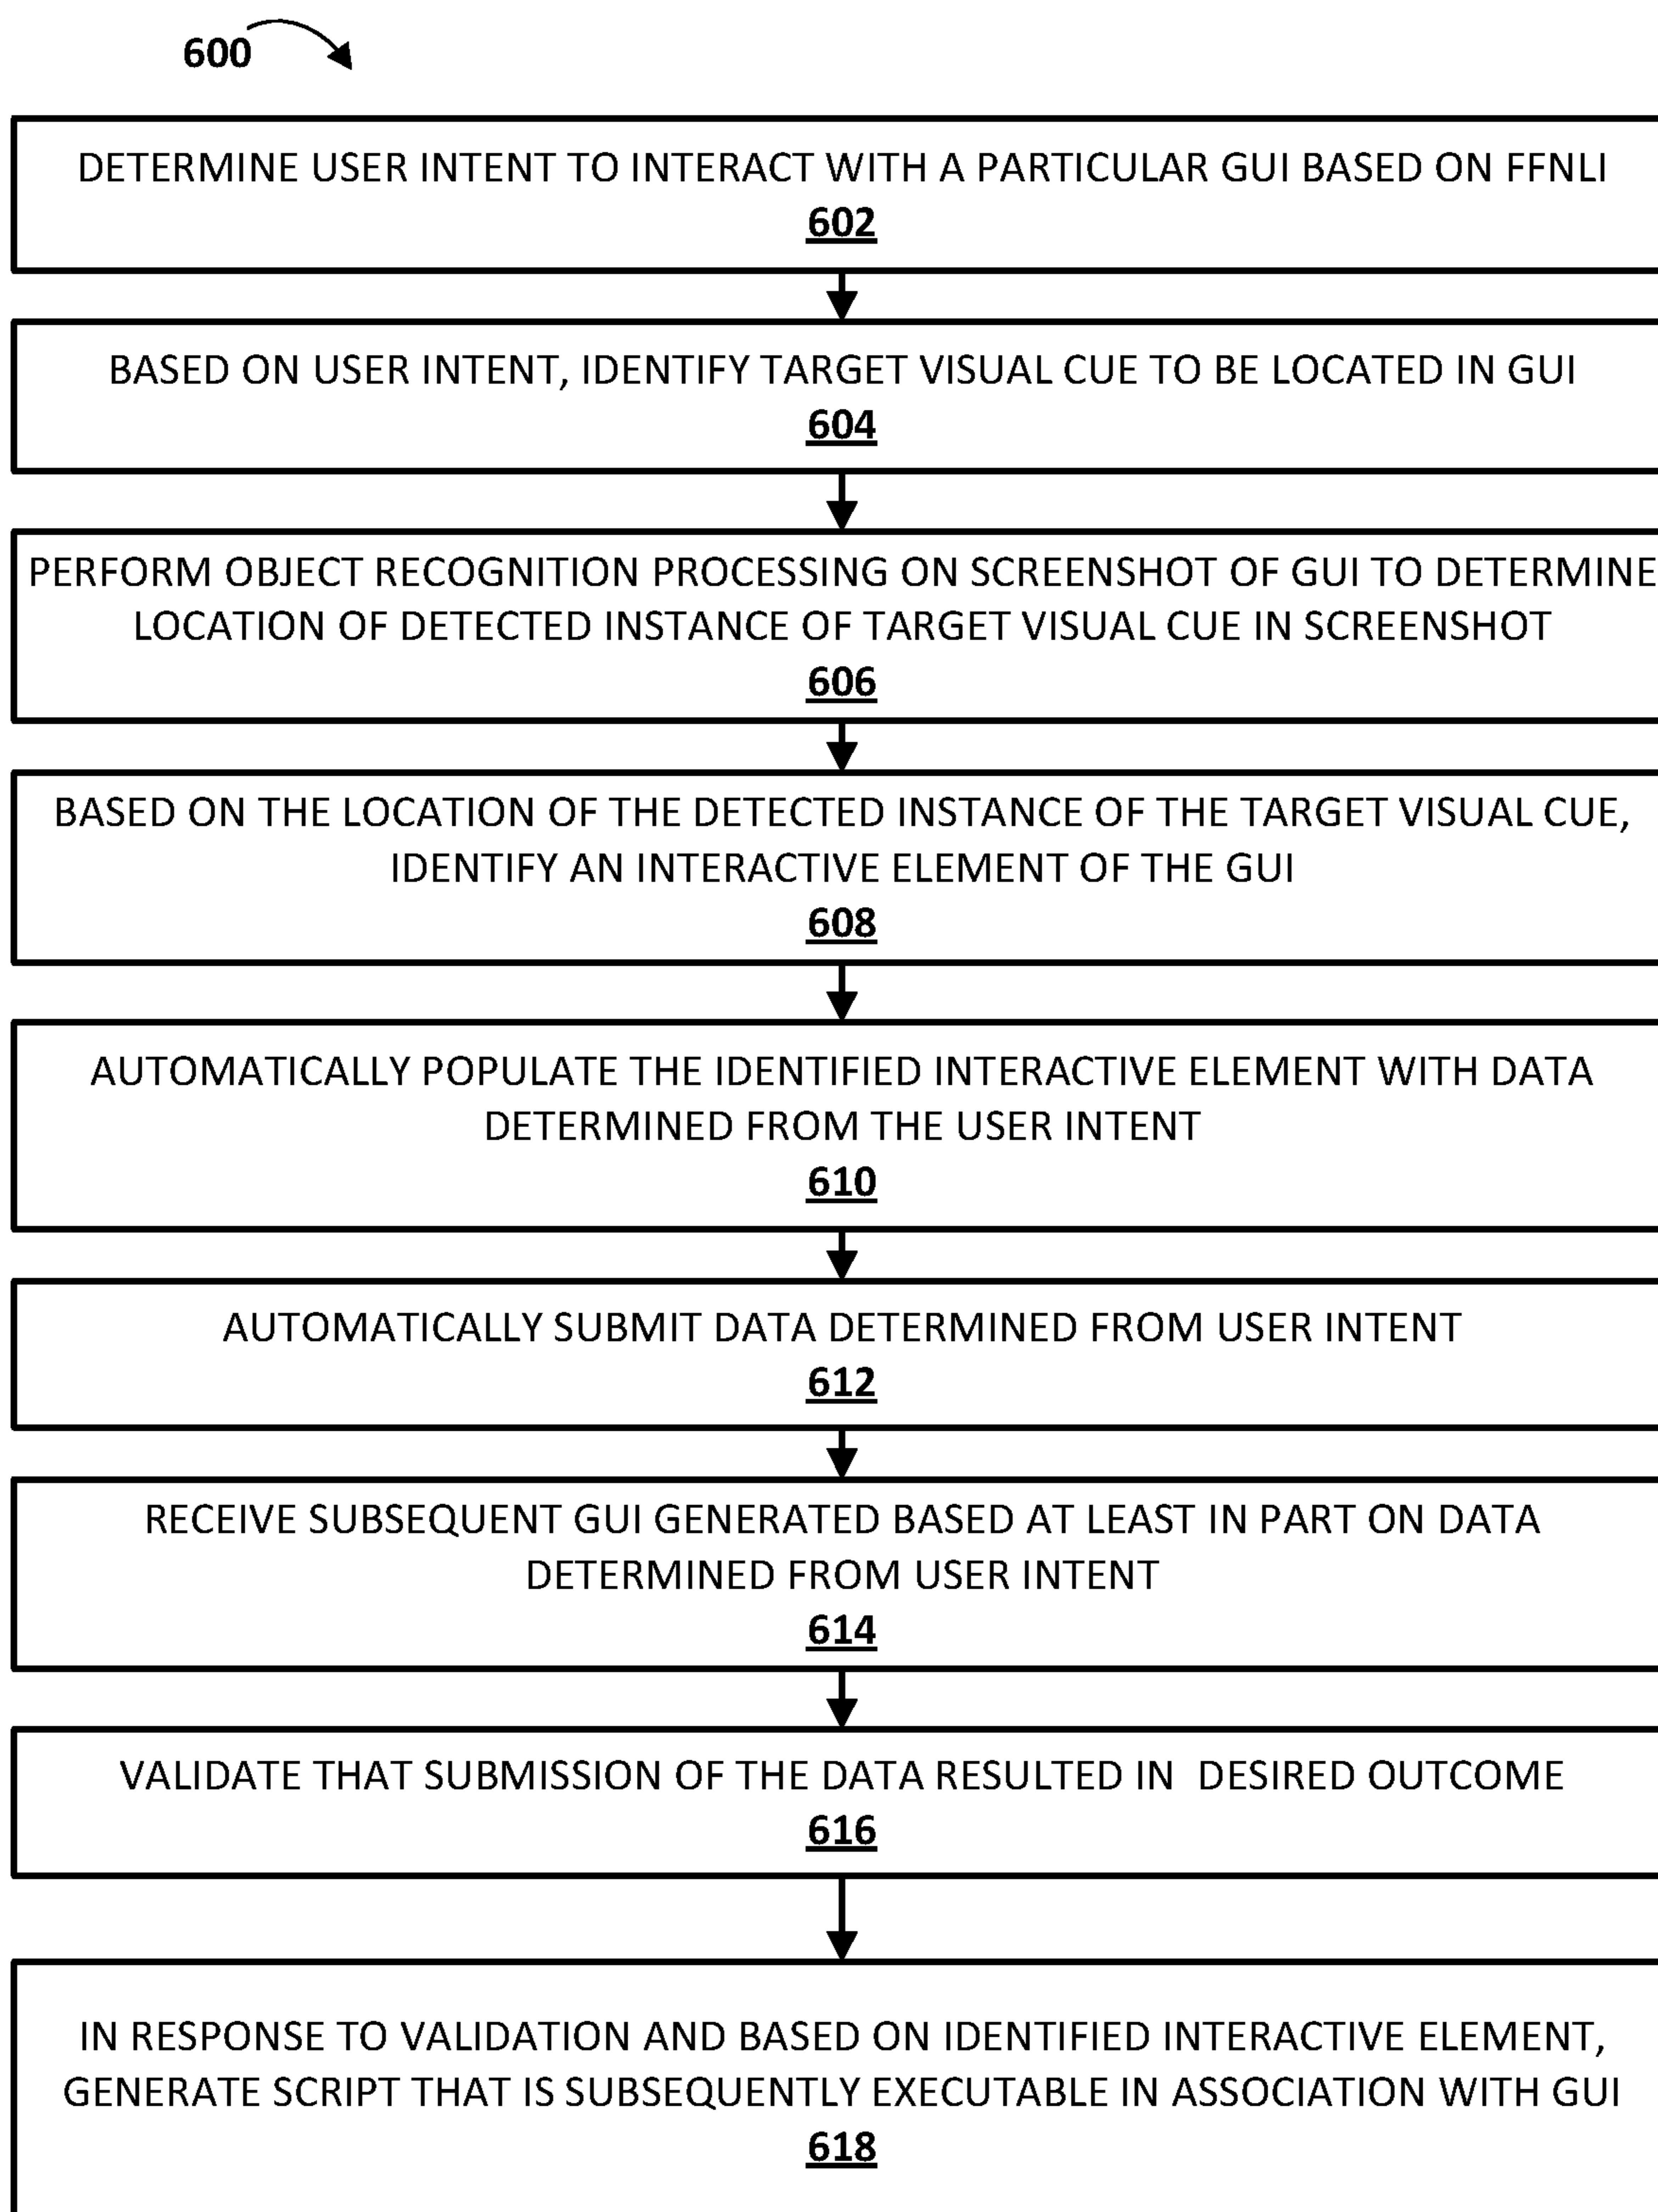 600
DETERMINE USER INTENT TO INTERACT WITH A PARTICULAR GUI BASED ON FFNLI
602
BASED ON USER INTENT, IDENTIFY TARGET VISUAL CUE TO BE LOCATED IN GUI
604
PERFORM OBJECT RECOGNITION PROCESSING ON SCREENSHOT OF GUI TO DETERMINE
LOCATION OF DETECTED INSTANCE OF TARGET VISUAL CUE IN SCREENSHOT
606
BASED ON THE LOCATION OF THE DETECTED INSTANCE OF THE TARGET VISUAL CUE,
IDENTIFY AN INTERACTIVE ELEMENT OF THE GUI
608
AUTOMATICALLY POPULATE THE IDENTIFIED INTERACTIVE ELEMENT WITH DATA
DETERMINED FROM THE USER INTENT
610
AUTOMATICALLY SUBMIT DATA DETERMINED FROM USER INTENT
612
RECEIVE SUBSEQUENT GUI GENERATED BASED AT LEAST IN PART ON DATA
DETERMINED FROM USER INTENT
614
VALIDATE THAT SUBMISSION OF THE DATA RESULTED IN DESIRED OUTCOME
616
IN RESPONSE TO VALIDATION AND BASED ON IDENTIFIED INTERACTIVE ELEMENT,
GENERATE SCRIPT THAT IS SUBSEQUENTLY EXECUTABLE IN ASSOCIATION WITH GUI
618